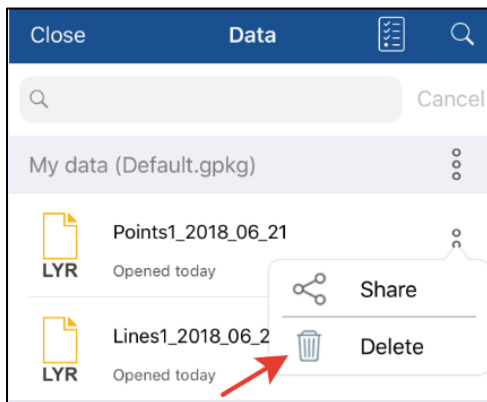 Close Data
Cancel
My data (Default.gpkg)
Points1_2018_06_21
LYR Opened today
Share
Lines1_2018_06_2
Delete
LYR Opened today